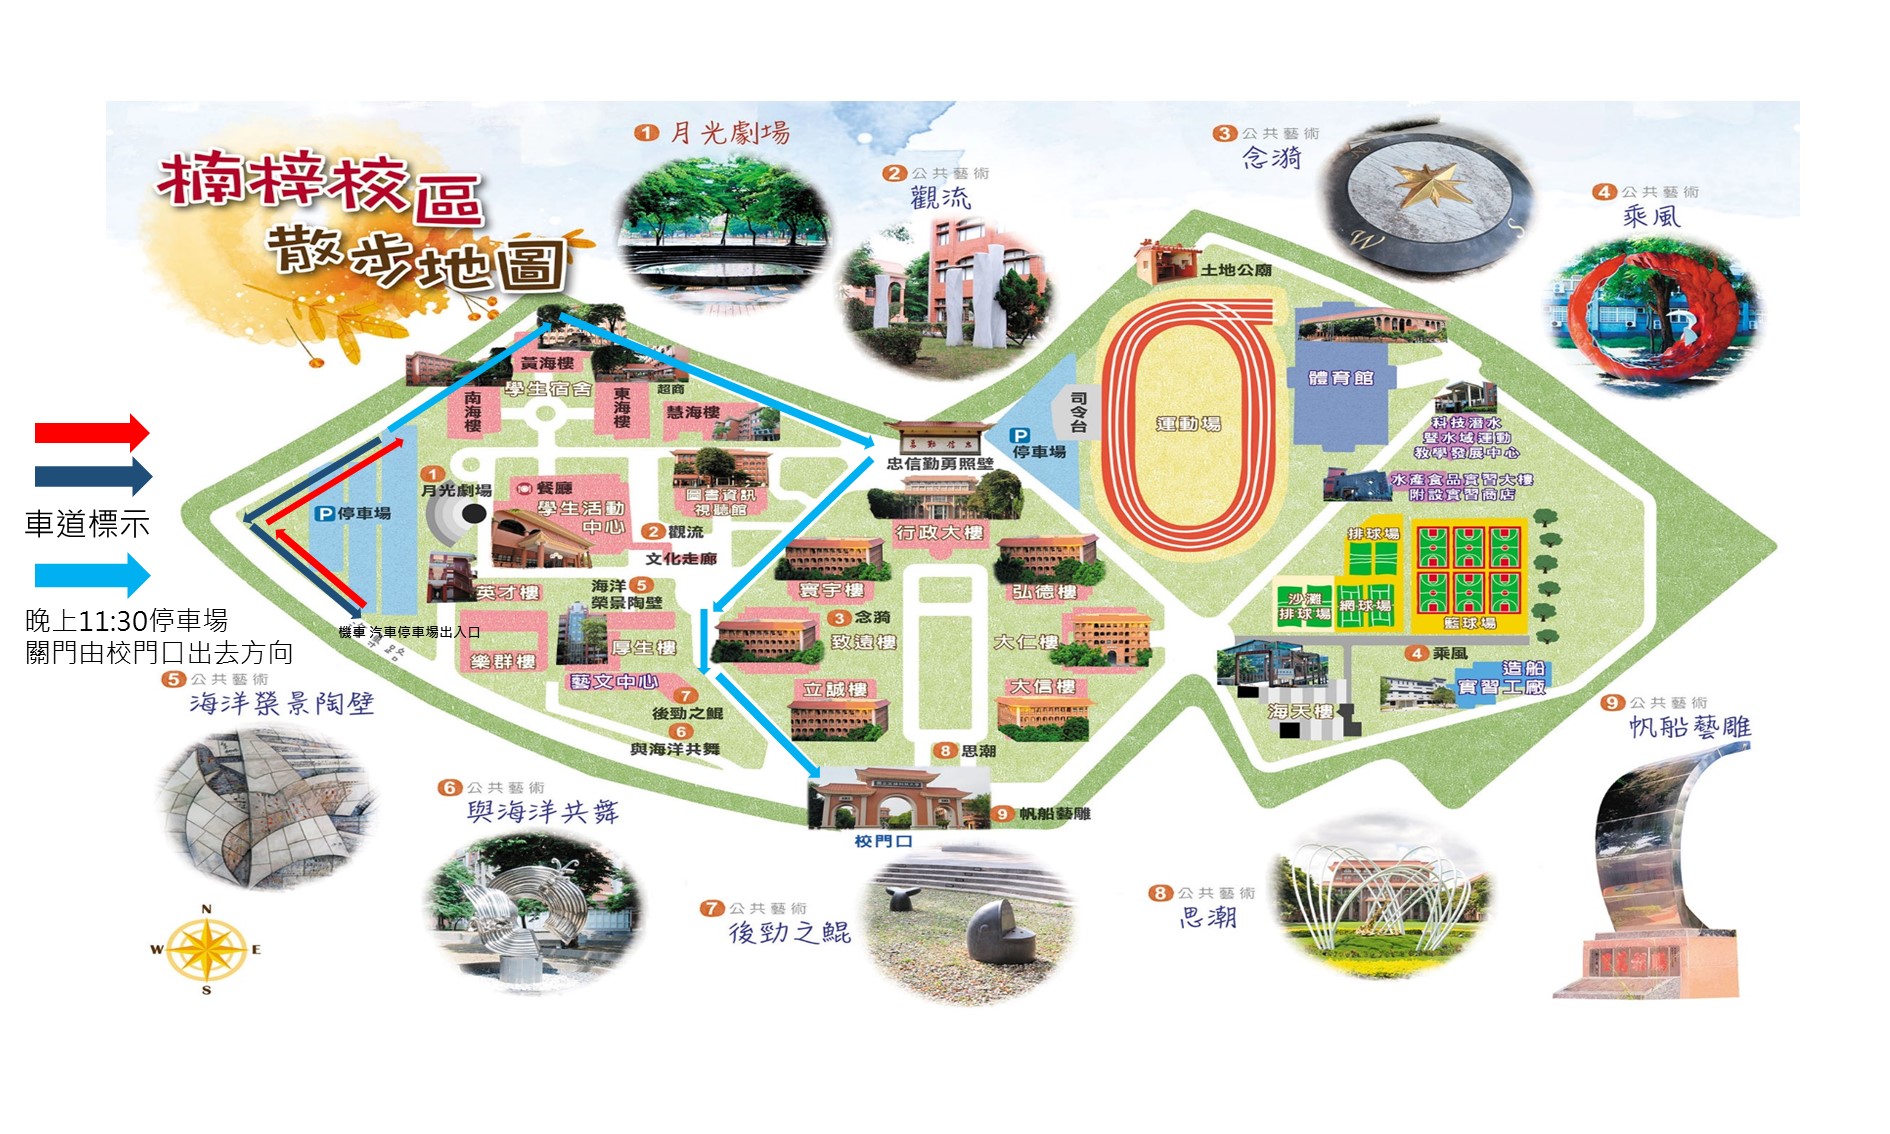 楠梓校區
散步地圖
1 月光劇場
2 公共藝術
觀流
3 公共藝術
念漪
4 公共藝術
乘風
土地公廟
黃海樓
學生宿舍
超商
南海樓
東海樓
慧海樓
司令台
運動場
體育館
P 停車場
忠信勤勇照壁
科技潛水
暨水域運動
教學發展中心
水產食品實習大樓
附設實習商店
車道標示
P 停車場
1
月光劇場
餐廳
學生活動
中心
圖書資訊
視聽館
2 觀流
文化走廊
行政大樓
排球場
晚上11:30停車場
關門由校門口出去方向
機車 汽車停車場出入口
英才樓
海洋 5
榮景陶壁
寰宇樓
弘德樓
沙灘
排球場
網球場
籃球場
3 念漪
致遠樓
大仁樓
樂群樓
厚生樓
藝文中心
立誠樓
大信樓
4 乘風
造船
實習工廠
海天樓
7
後勁之鯤
6
與海洋共舞
8 思潮
9 帆船藝雕
校門口
5 公共藝術
海洋榮景陶壁
6 公共藝術
與海洋共舞
7 公共藝術
後勁之鯤
8 公共藝術
思潮
9 公共藝術
帆船藝雕
N
W E
S